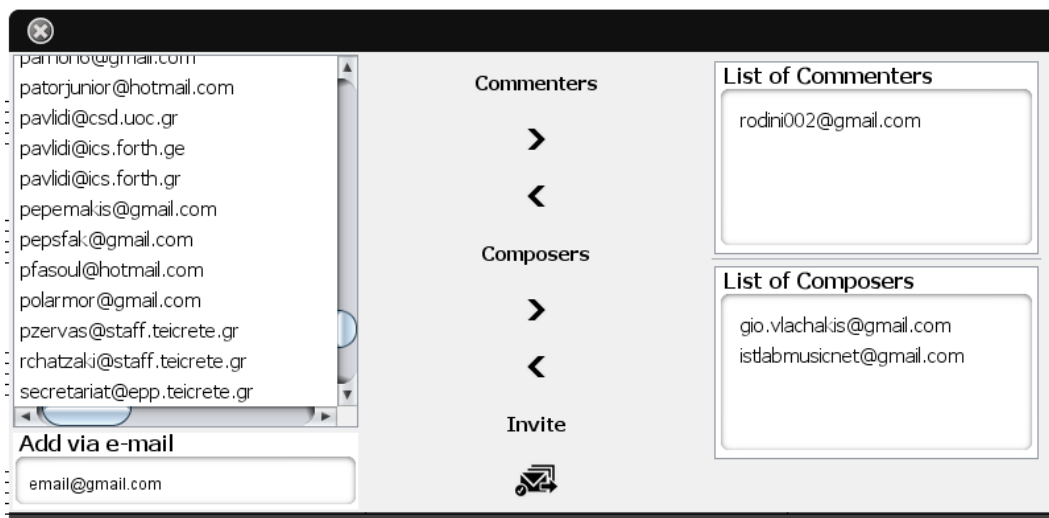 patorjunior@hotmail.com
pavlidi@csd.uoc.gr
pavlidi@ics.forth.ge
pavlidi@ics.forth.gr
pepemakis@gmail.com
pepsfak@gmail.com
pfasoul@hotmail.com
polarmor@gmail.com
pzervas@staff.teicrete.gr
rchatzaki@staff.teicrete.gr
secretariat@epp.teicrete.gr
Add via e-mail
email@gmail.com
Commenters
Composers
Invite
List of Commenters
rodini002@gmail.com
List of Composers
gio.vlachakis@gmail.com
istlabmusicnet@gmail.com